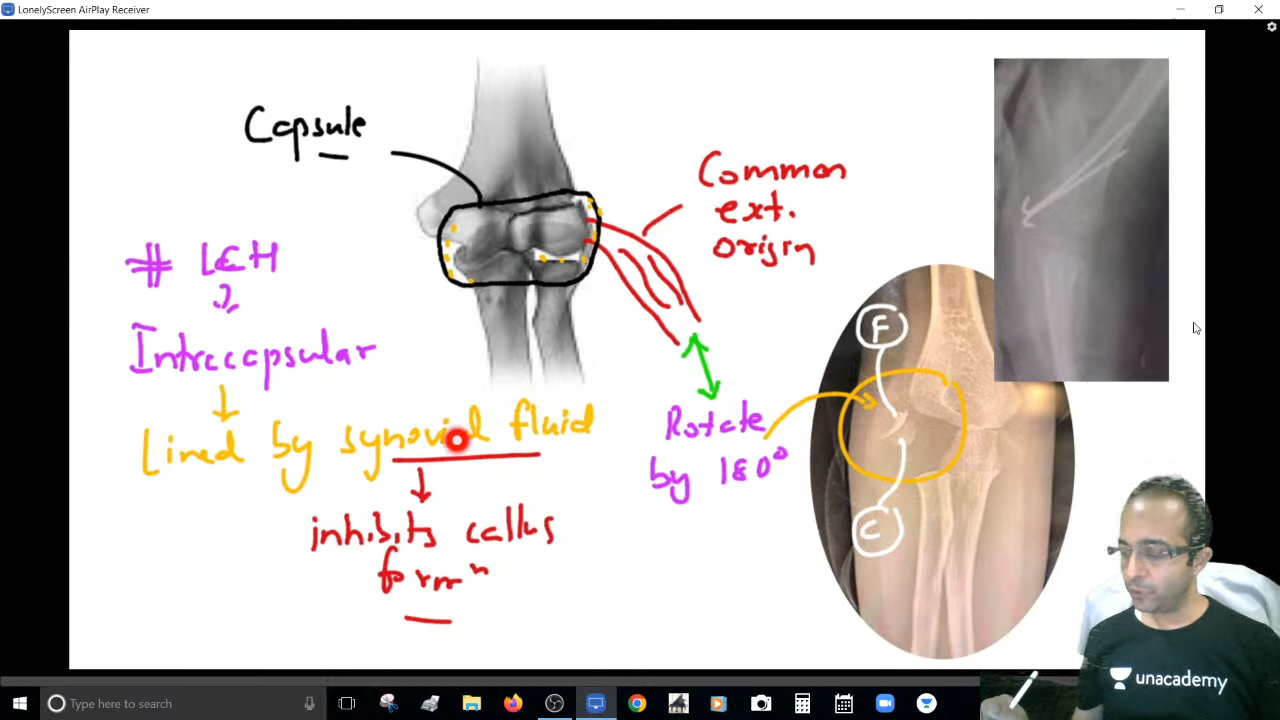 LonelyScreen AirPlay Receiver
Capsule
Common
ext.
origin
# LCH
Intracapsular
Lined by synovial fluid
inhibits callus
formⁿ
Rotate
by 180°
F
C
unacademy
Type here to search